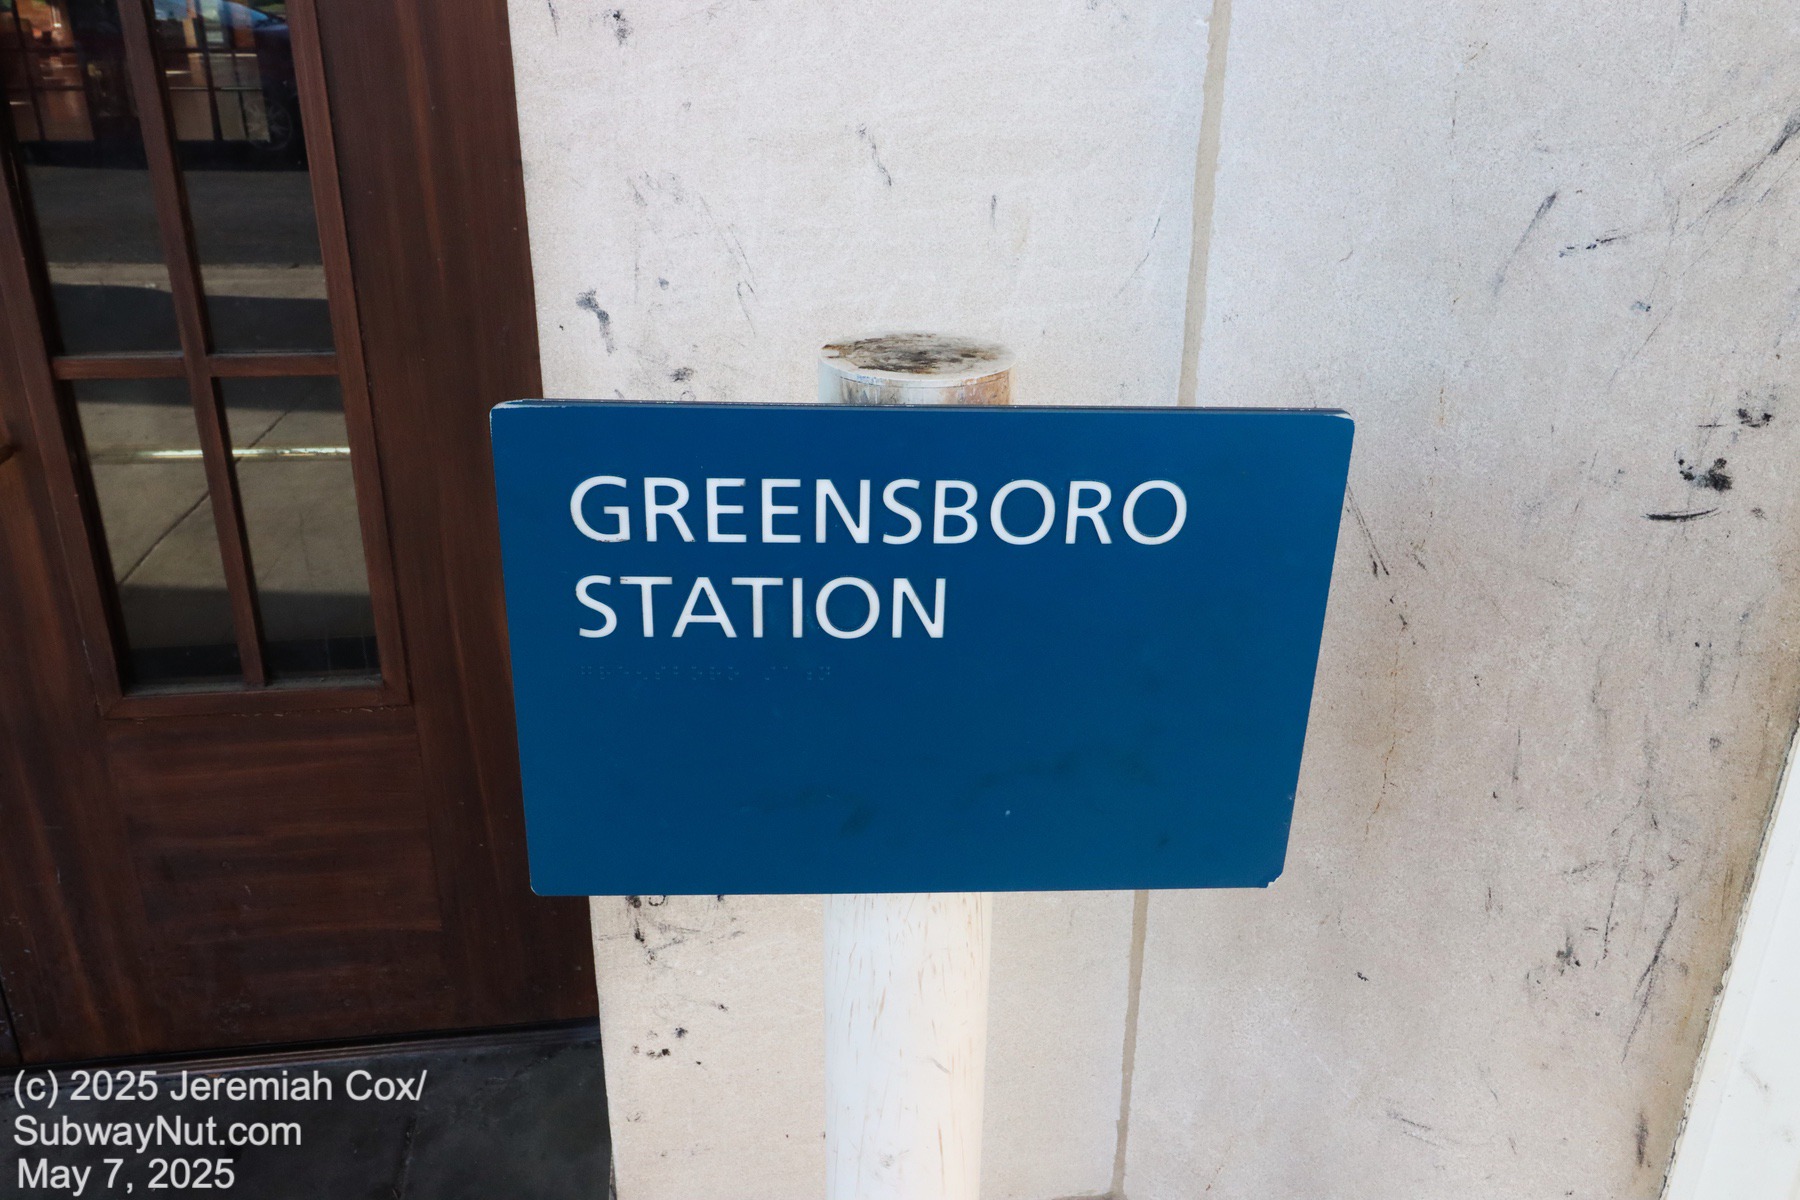 GREENSBORO
STATION
(c) 2025 Jeremiah Cox/
SubwayNut.com
May 7, 2025